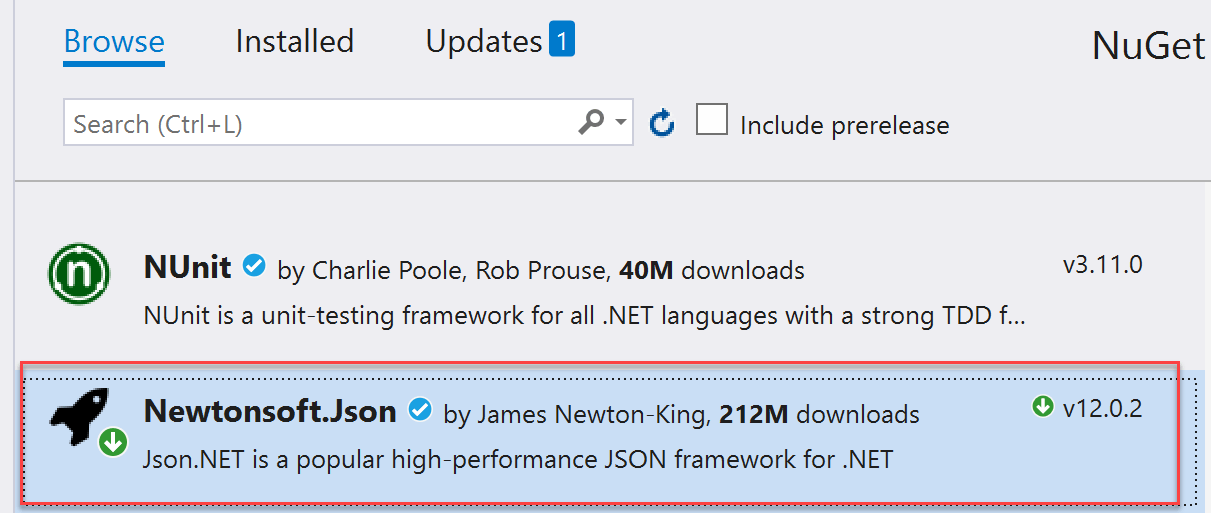 Browse Installed Updates 1
NuGet
Search (Ctrl+L) Include prerelease
NUnit by Charlie Poole, Rob Prouse, 40M downloads v3.11.0
NUnit is a unit-testing framework for all .NET languages with a strong TDD f...
Newtonsoft.Json by James Newton-King, 212M downloads v12.0.2
Json.NET is a popular high-performance JSON framework for .NET